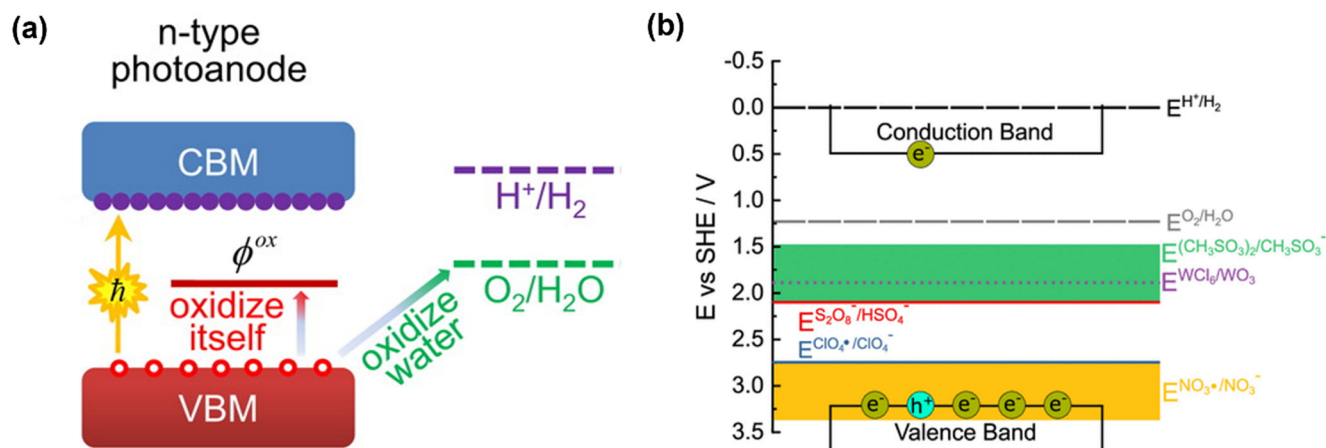 (a)
n-type
photoanode
CBM
ħ
ϕᵒˣ
oxidize
itself
VBM
H⁺/H₂
O₂/H₂O
oxidize
water
(b)
E vs SHE / V
-0.5
0.0
0.5
1.0
1.5
2.0
2.5
3.0
3.5
E^H⁺/H₂
Conduction Band
e⁻
E^O₂/H₂O
E^(CH₃SO₃)₂/CH₃SO₃⁻
E^WCl₆/WO₃
E^S₂O₈⁻/HSO₄⁻
E^ClO₄•/ClO₄⁻
E^NO₃•/NO₃⁻
e⁻ h⁺ e⁻ e⁻ e⁻
Valence Band